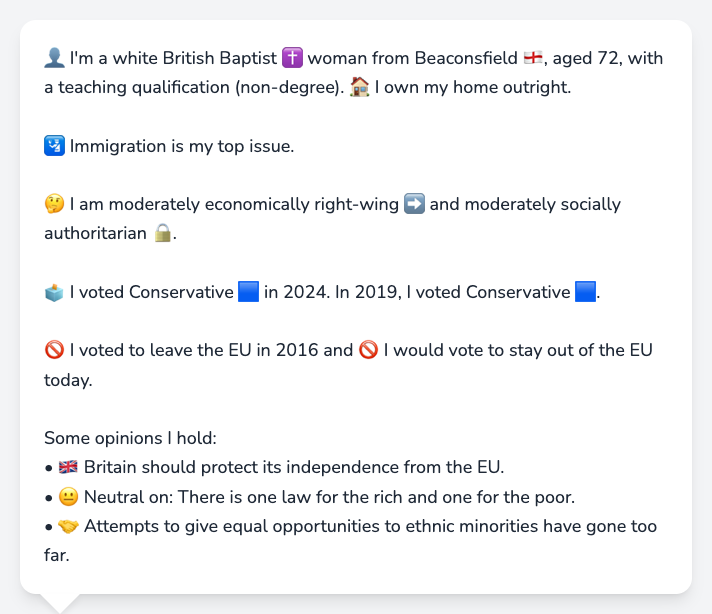 👤 I'm a white British Baptist ✝️ woman from Beaconsfield 🏴󠁧󠁢󠁥󠁮󠁧󠁿, aged 72, with
a teaching qualification (non-degree). 🏠 I own my home outright.
🛂 Immigration is my top issue.
🤔 I am moderately economically right-wing ➡️ and moderately socially
authoritarian 🔒.
🗳️ I voted Conservative 🟦 in 2024. In 2019, I voted Conservative 🟦.
🚫 I voted to leave the EU in 2016 and 🚫 I would vote to stay out of the EU
today.
Some opinions I hold:
• 🇬🇧 Britain should protect its independence from the EU.
• 😐 Neutral on: There is one law for the rich and one for the poor.
• 🤝 Attempts to give equal opportunities to ethnic minorities have gone too
far.